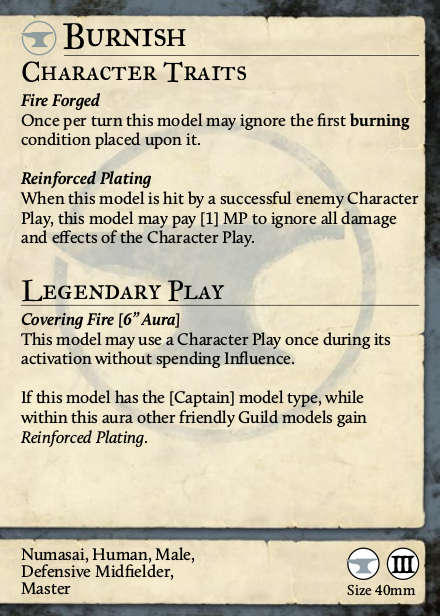 Burnish
Character Traits
Fire Forged
Once per turn this model may ignore the first burning
condition placed upon it.
Reinforced Plating
When this model is hit by a successful enemy Character
Play, this model may pay [1] MP to ignore all damage
and effects of the Character Play.
Legendary Play
Covering Fire [6” Aura]
This model may use a Character Play once during its
activation without spending Influence.
If this model has the [Captain] model type, while
within this aura other friendly Guild models gain
Reinforced Plating.
Numasai, Human, Male,
Defensive Midfielder,
Master
III
Size 40mm